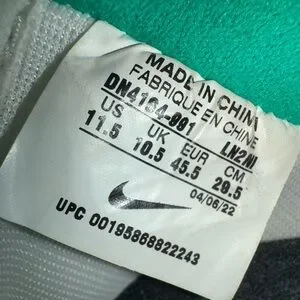 MADE IN CHINA
FABRIQUE EN CHINE
DN4184-001 LN2NI
US UK EUR CM
11.5 10.5 45.5 29.5
04/06/22
UPC 00195868822243